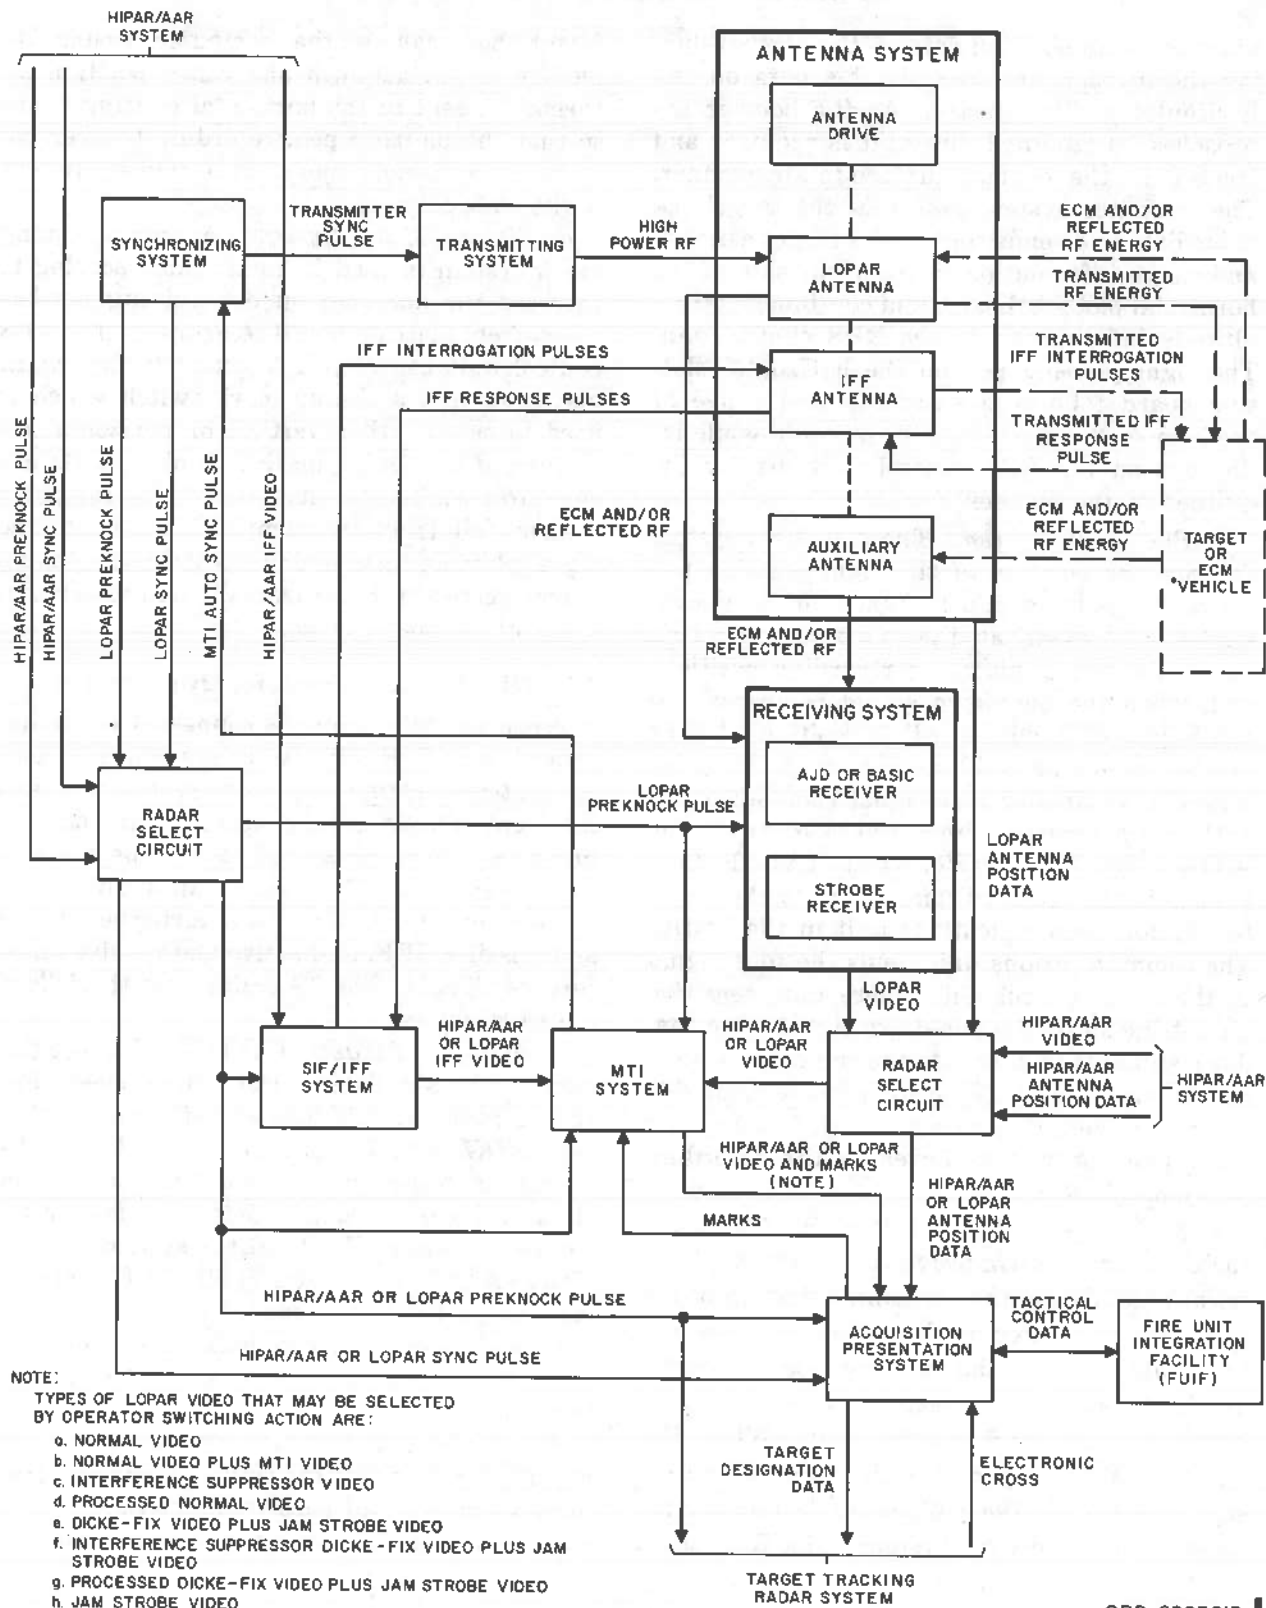 HIPAR/AAR
SYSTEM
ANTENNA SYSTEM
ANTENNA
DRIVE
SYNCHRONIZING
SYSTEM
TRANSMITTER
SYNC
PULSE
TRANSMITTING
SYSTEM
HIGH
POWER RF
LOPAR
ANTENNA
ECM AND/OR
REFLECTED
RF ENERGY
TRANSMITTED
RF ENERGY
IFF INTERROGATION PULSES
IFF RESPONSE PULSES
IFF
ANTENNA
TRANSMITTED
IFF INTERROGATION
PULSES
TRANSMITTED IFF
RESPONSE
PULSE
HIPAR/AAR PREKNOCK PULSE
HIPAR/AAR SYNC PULSE
LOPAR PREKNOCK PULSE
LOPAR SYNC PULSE
MTI AUTO SYNC PULSE
HIPAR/AAR IFF VIDEO
ECM AND/OR
REFLECTED RF
AUXILIARY
ANTENNA
ECM AND/OR
REFLECTED
RF ENERGY
TARGET
OR
ECM
VEHICLE
ECM AND/OR
REFLECTED RF
RECEIVING SYSTEM
AJD OR BASIC
RECEIVER
STROBE
RECEIVER
RADAR
SELECT
CIRCUIT
LOPAR
PREKNOCK PULSE
LOPAR
ANTENNA
POSITION
DATA
LOPAR
VIDEO
SIF/IFF
SYSTEM
HIPAR/AAR
OR LOPAR
IFF VIDEO
MTI
SYSTEM
HIPAR/AAR
OR LOPAR
VIDEO
RADAR
SELECT
CIRCUIT
HIPAR/AAR
VIDEO
HIPAR/AAR
ANTENNA
POSITION DATA
HIPAR/AAR
SYSTEM
HIPAR/AAR OR LOPAR
VIDEO AND MARKS
(NOTE)
MARKS
HIPAR/AAR
OR LOPAR
ANTENNA
POSITION
DATA
HIPAR/AAR OR LOPAR PREKNOCK PULSE
HIPAR/AAR OR LOPAR SYNC PULSE
ACQUISITION
PRESENTATION
SYSTEM
TACTICAL
CONTROL
DATA
FIRE UNIT
INTEGRATION
FACILITY
(FUIF)
TARGET
DESIGNATION
DATA
ELECTRONIC
CROSS
TARGET TRACKING
RADAR SYSTEM
NOTE:
TYPES OF LOPAR VIDEO THAT MAY BE SELECTED
BY OPERATOR SWITCHING ACTION ARE:
a. NORMAL VIDEO
b. NORMAL VIDEO PLUS MTI VIDEO
c. INTERFERENCE SUPPRESSOR VIDEO
d. PROCESSED NORMAL VIDEO
e. DICKE-FIX VIDEO PLUS JAM STROBE VIDEO
f. INTERFERENCE SUPPRESSOR DICKE-FIX VIDEO PLUS JAM
STROBE VIDEO
g. PROCESSED DICKE-FIX VIDEO PLUS JAM STROBE VIDEO
h. JAM STROBE VIDEO